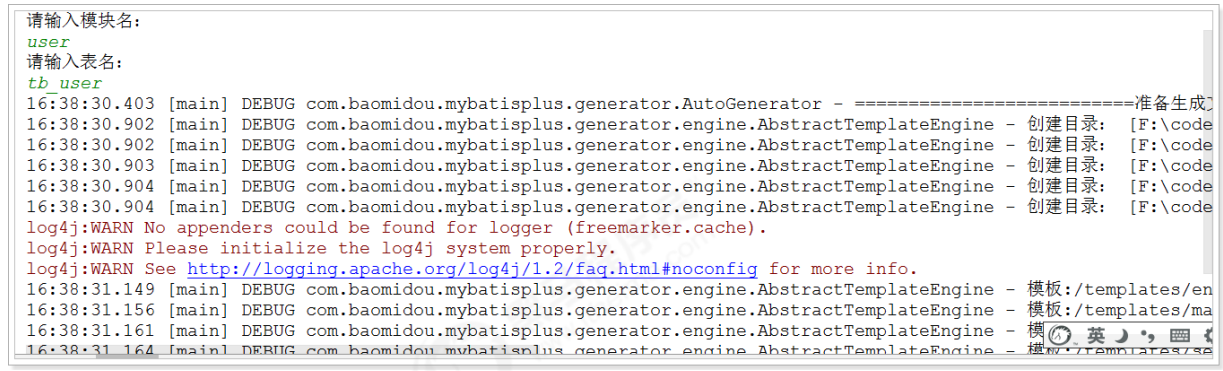 请输入模块名:
user
请输入表名:
tb_user
16:38:30.403 [main] DEBUG com.baomidou.mybatisplus.generator.AutoGenerator - ==========================准备生成文
16:38:30.902 [main] DEBUG com.baomidou.mybatisplus.generator.engine.AbstractTemplateEngine - 创建目录: [F:\code
16:38:30.902 [main] DEBUG com.baomidou.mybatisplus.generator.engine.AbstractTemplateEngine - 创建目录: [F:\code
16:38:30.903 [main] DEBUG com.baomidou.mybatisplus.generator.engine.AbstractTemplateEngine - 创建目录: [F:\code
16:38:30.904 [main] DEBUG com.baomidou.mybatisplus.generator.engine.AbstractTemplateEngine - 创建目录: [F:\code
16:38:30.904 [main] DEBUG com.baomidou.mybatisplus.generator.engine.AbstractTemplateEngine - 创建目录: [F:\code
log4j:WARN No appenders could be found for logger (freemarker.cache).
log4j:WARN Please initialize the log4j system properly.
log4j:WARN See http://logging.apache.org/log4j/1.2/faq.html#noconfig for more info.
16:38:31.149 [main] DEBUG com.baomidou.mybatisplus.generator.engine.AbstractTemplateEngine - 模板:/templates/en
16:38:31.156 [main] DEBUG com.baomidou.mybatisplus.generator.engine.AbstractTemplateEngine - 模板:/templates/ma
16:38:31.161 [main] DEBUG com.baomidou.mybatisplus.generator.engine.AbstractTemplateEngine - 模
英
16:38:31.164 [main] DEBUG com.baomidou.mybatisplus.generator.engine.AbstractTemplateEngine - 模板:/templates/se